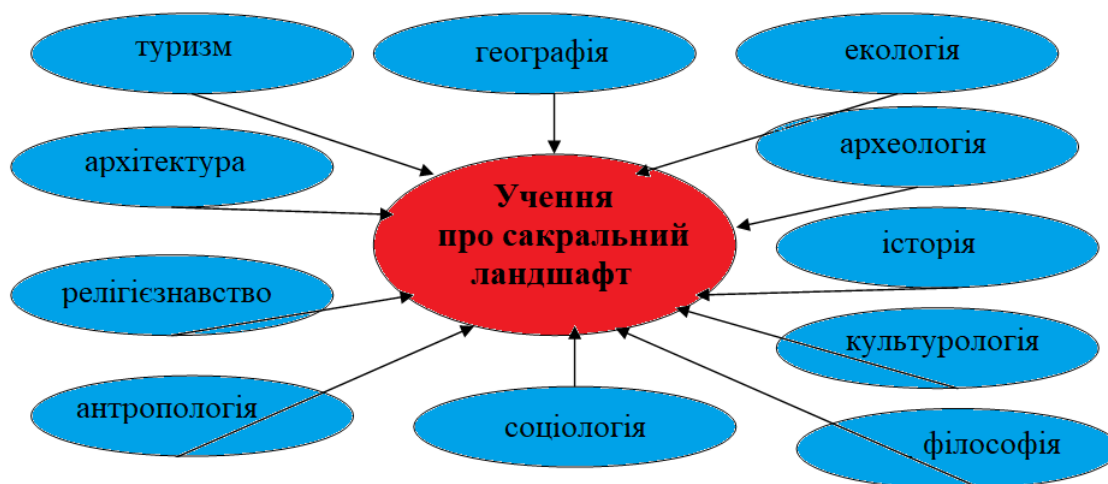 туризм
географія
екологія
архітектура
археологія
Учення
про сакральний
ландшафт
історія
релігієзнавство
культурологія
антропологія
соціологія
філософія